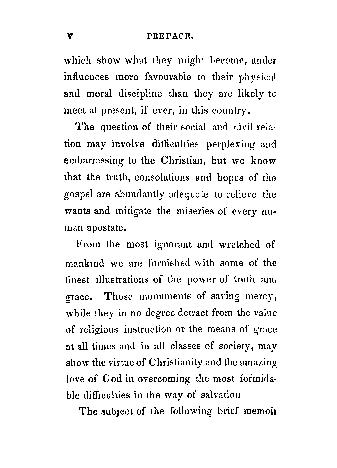 V PREFACE.
which show what they might become, under
influences more favourable to their physical
and moral discipline than they are likely to
meet at present, if ever, in this country.
The question of their social and civil rela-
tion may involve difficulties perplexing and
embarrassing to the Christian, but we know
that the truth, consolations and hopes of the
gospel are abundantly adequate to relieve the
wants and mitigate the miseries of every hu-
man apostate.
From the most ignorant and wretched of
mankind we are furnished with some of the
finest illustrations of the power of truth and
grace. Those monuments of saving mercy,
while they in no degree detract from the value
of religious instruction or the means of grace
at all times and in all classes of society, may
show the virtue of Christianity and the amazing
love of God in overcoming the most formida-
ble difficulties in the way of salvation
The subject of the following brief memoir